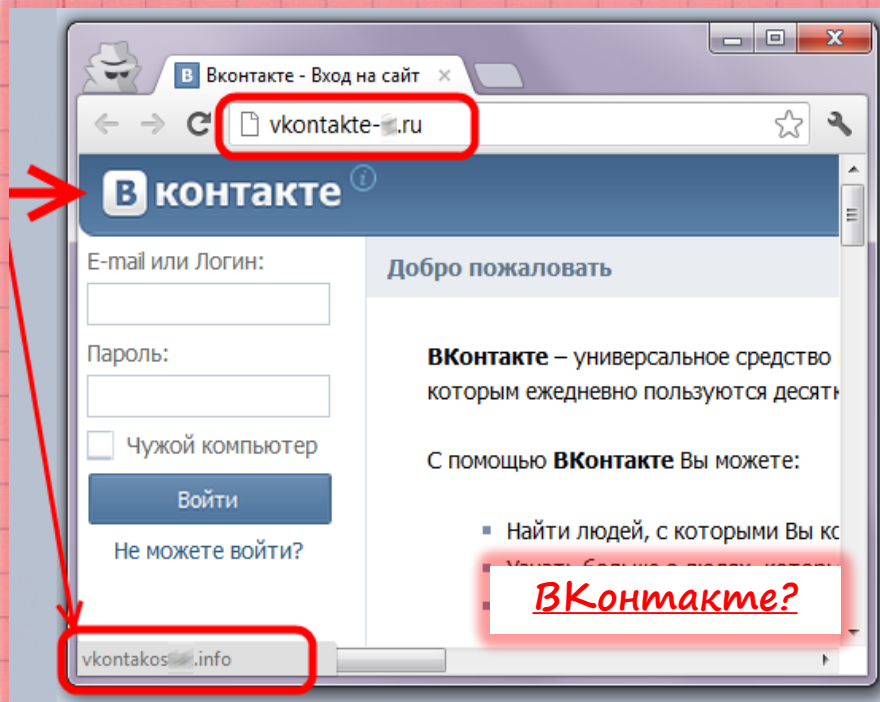 Вконтакте - Вход на сайт
vkontakte- .ru
В контакте
E-mail или Логин:
Пароль:
Чужой компьютер
Войти
Не можете войти?
Добро пожаловать
ВКонтакте – универсальное средство
которым ежедневно пользуются десятк
С помощью ВКонтакте Вы можете:
Найти людей, с которыми Вы ко
ВКонтакте?
vkontakos .info